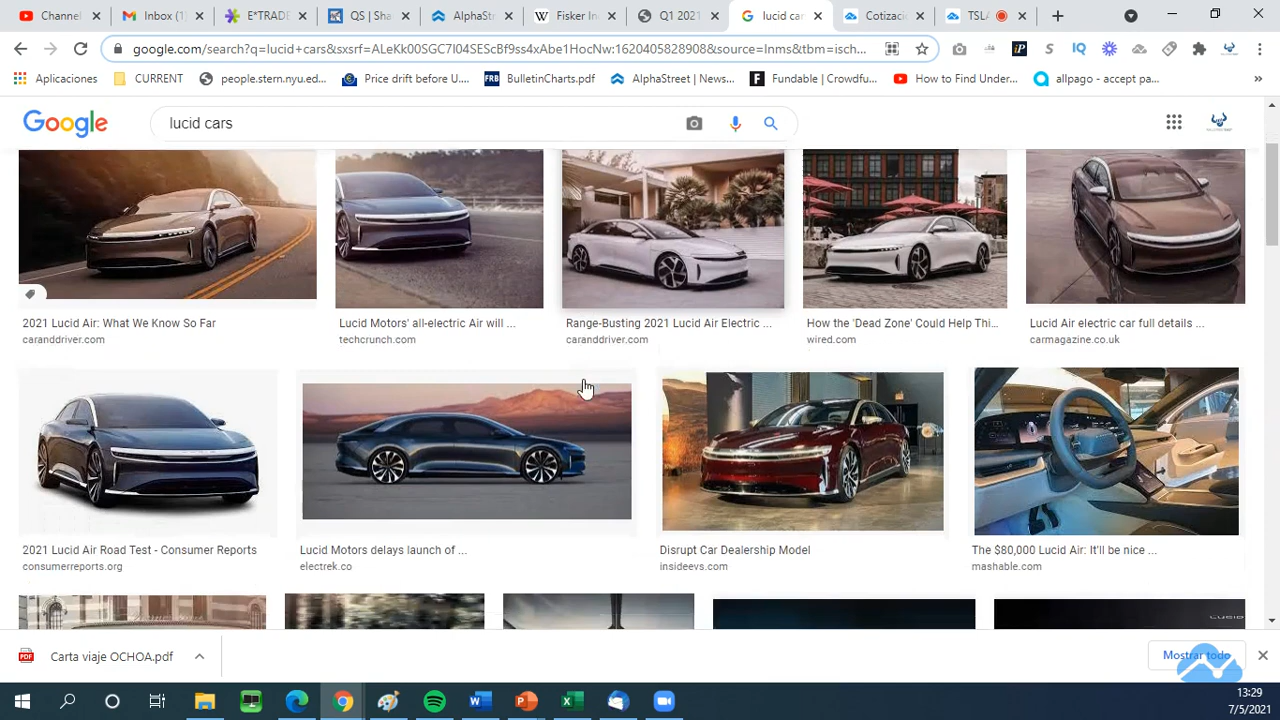 Channel
Inbox (1)
E*TRADE
QS | Sha
AlphaStr
Fisker In
Q1 2021
lucid car
Cotizació
TSLA
google.com/search?q=lucid+cars&sxsrf=ALeKk00SGC7I04SEScBf9ss4xAbe1HocNw:1620405828908&source=lnms&tbm=isch...
Aplicaciones
CURRENT
people.stern.nyu.ed...
Price drift before U....
FRB
BulletinCharts.pdf
AlphaStreet | News...
Fundable, | Crowdfu...
How to Find Under...
allpago - accept pa...
Google
lucid cars
2021 Lucid Air: What We Know So Far
caranddriver.com
Lucid Motors' all-electric Air will ...
techcrunch.com
Range-Busting 2021 Lucid Air Electric ...
caranddriver.com
How the 'Dead Zone' Could Help Thi...
wired.com
Lucid Air electric car full details ...
carmagazine.co.uk
2021 Lucid Air Road Test - Consumer Reports
consumerreports.org
Lucid Motors delays launch of ...
electrek.co
Disrupt Car Dealership Model
insideevs.com
The $80,000 Lucid Air: It'll be nice ...
mashable.com
Carta viaje OCHOA.pdf
Mostrar todo
13:29
7/5/2021